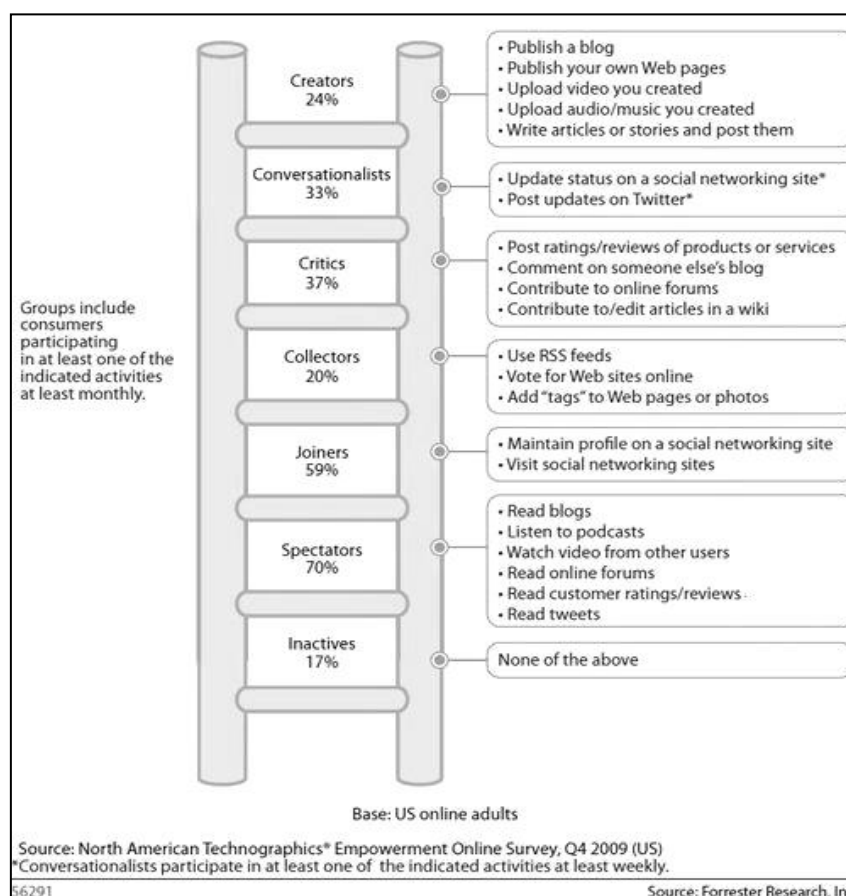 Creators
24%
• Publish a blog
• Publish your own Web pages
• Upload video you created
• Upload audio/music you created
• Write articles or stories and post them
Conversationalists
33%
• Update status on a social networking site*
• Post updates on Twitter*
Critics
37%
• Post ratings/reviews of products or services
• Comment on someone else's blog
• Contribute to online forums
• Contribute to/edit articles in a wiki
Groups include
consumers
participating
in at least one of the
indicated activities
at least monthly.
Collectors
20%
• Use RSS feeds
• Vote for Web sites online
• Add "tags" to Web pages or photos
Joiners
59%
• Maintain profile on a social networking site
• Visit social networking sites
Spectators
70%
• Read blogs
• Listen to podcasts
• Watch video from other users
• Read online forums
• Read customer ratings/reviews
• Read tweets
Inactives
17%
None of the above
Base: US online adults
Source: North American Technographics® Empowerment Online Survey, Q4 2009 (US)
*Conversationalists participate in at least one of the indicated activities at least weekly.
56291
Source: Forrester Research, In